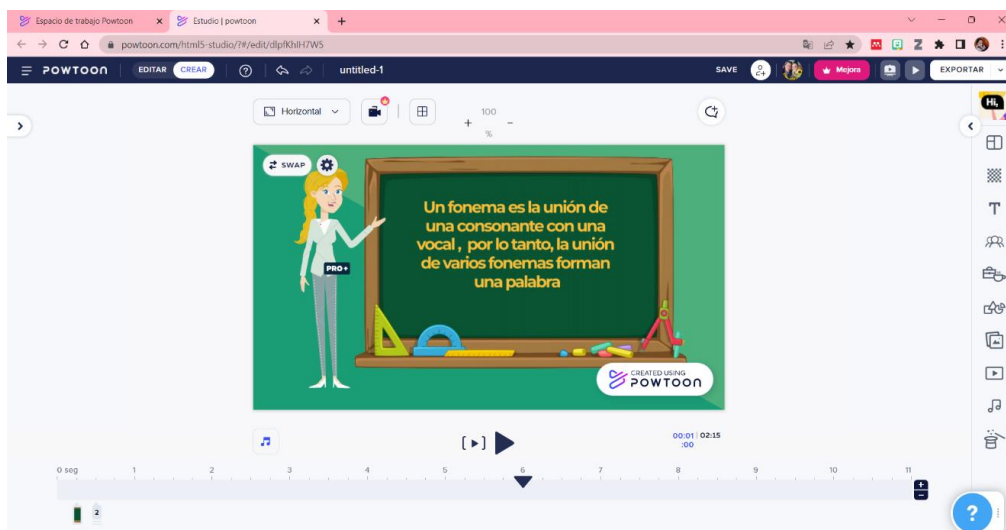 Espacio de trabajo Powtoon
Estudio | powtoon
powtoon.com/html5-studio/?#/edit/dlpfKhIH7W5
POWTOON EDITAR CREAR untitled-1 SAVE Mejora EXPORTAR
Horizontal
100
%
Hi,
SWAP
Un fonema es la unión de
una consonante con una
vocal , por lo tanto, la unión
de varios fonemas forman
una palabra
PRO+
CREATED USING
POWTOON
00:01 02:15
:00
0 seg 1 2 3 4 5 6 7 8 9 10 11
2